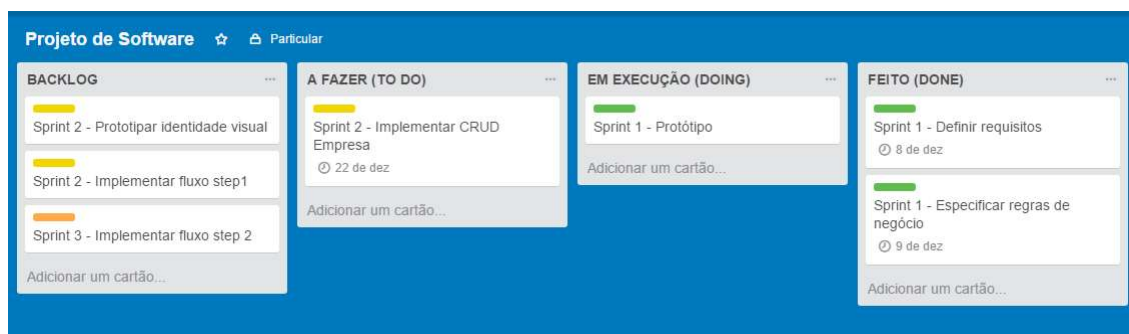 Projeto de Software
Particular
BACKLOG
Sprint 2 - Prototipar identidade visual
Sprint 2 - Implementar fluxo step1
Sprint 3 - Implementar fluxo step 2
Adicionar um cartão...
A FAZER (TO DO)
Sprint 2 - Implementar CRUD
Empresa
22 de dez
Adicionar um cartão...
EM EXECUÇÃO (DOING)
Sprint 1 - Protótipo
Adicionar um cartão...
FEITO (DONE)
Sprint 1 - Definir requisitos
8 de dez
Sprint 1 - Especificar regras de
negócio
9 de dez
Adicionar um cartão...